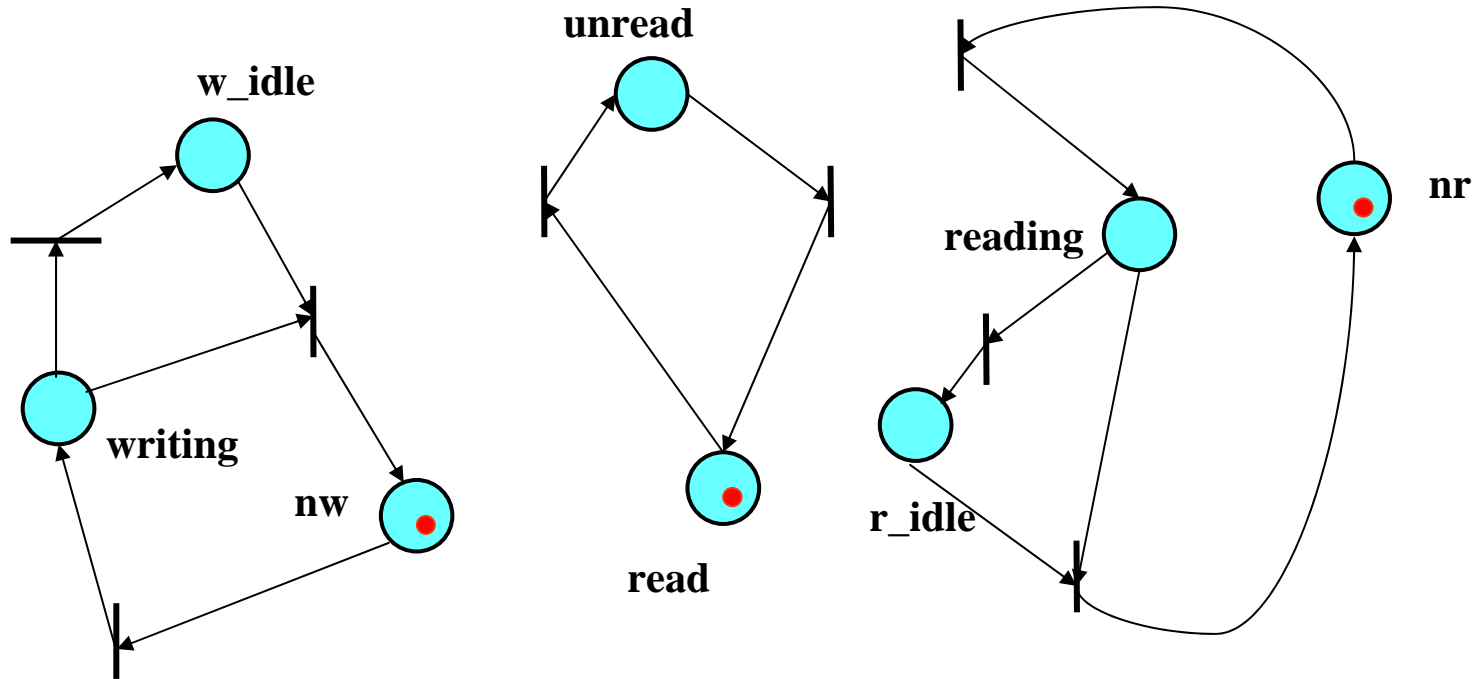 unread
w_idle
nr
reading
writing
nw
r_idle
read